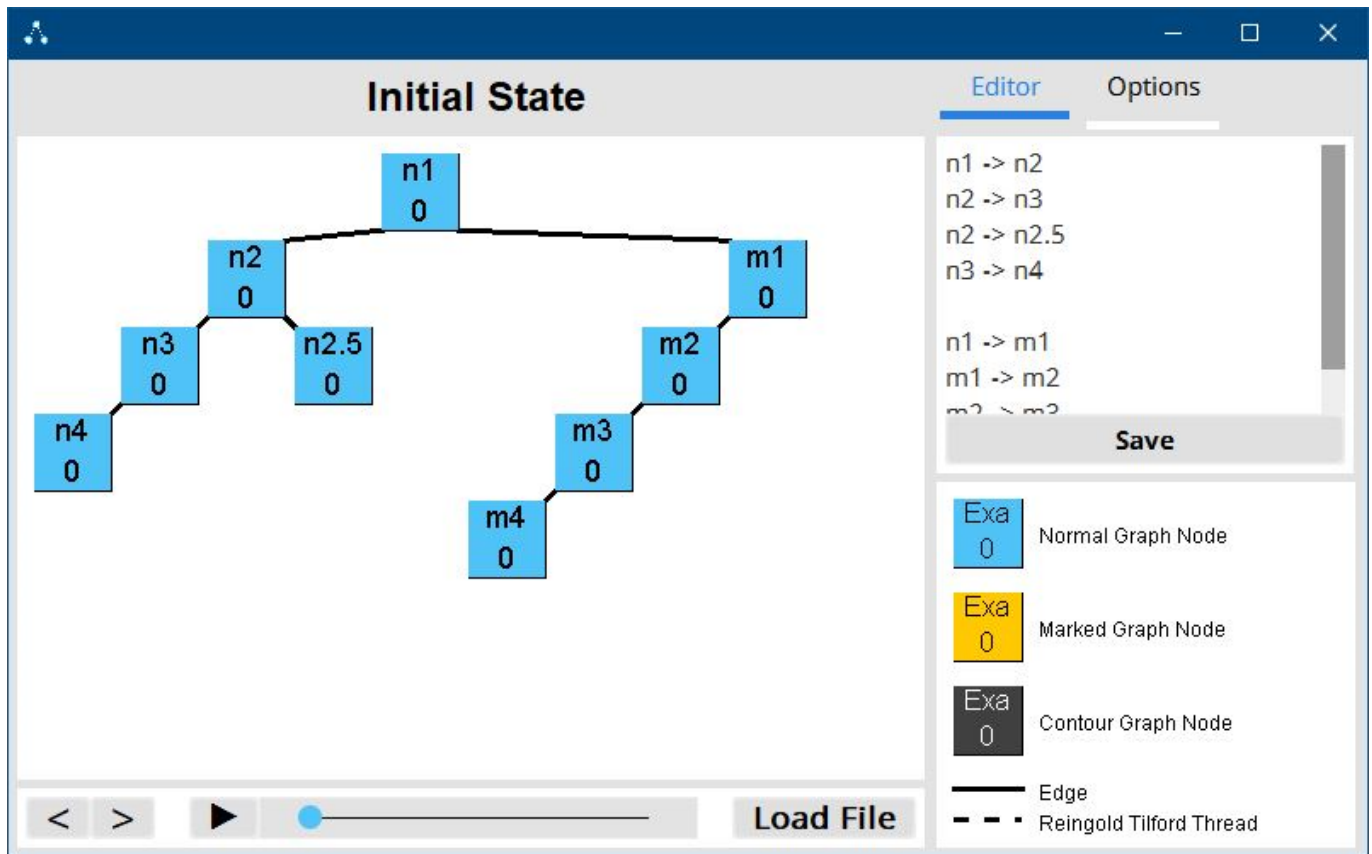 Initial State
Editor
Options
n1
0
n2
0
m1
0
n3
0
n2.5
0
m2
0
n4
0
m3
0
m4
0
n1 -> n2
n2 -> n3
n2 -> n2.5
n3 -> n4
n1 -> m1
m1 -> m2
m2 -> m3
Save
Exa
0
Normal Graph Node
Exa
0
Marked Graph Node
Exa
0
Contour Graph Node
Edge
Reingold Tilford Thread
< >
Load File